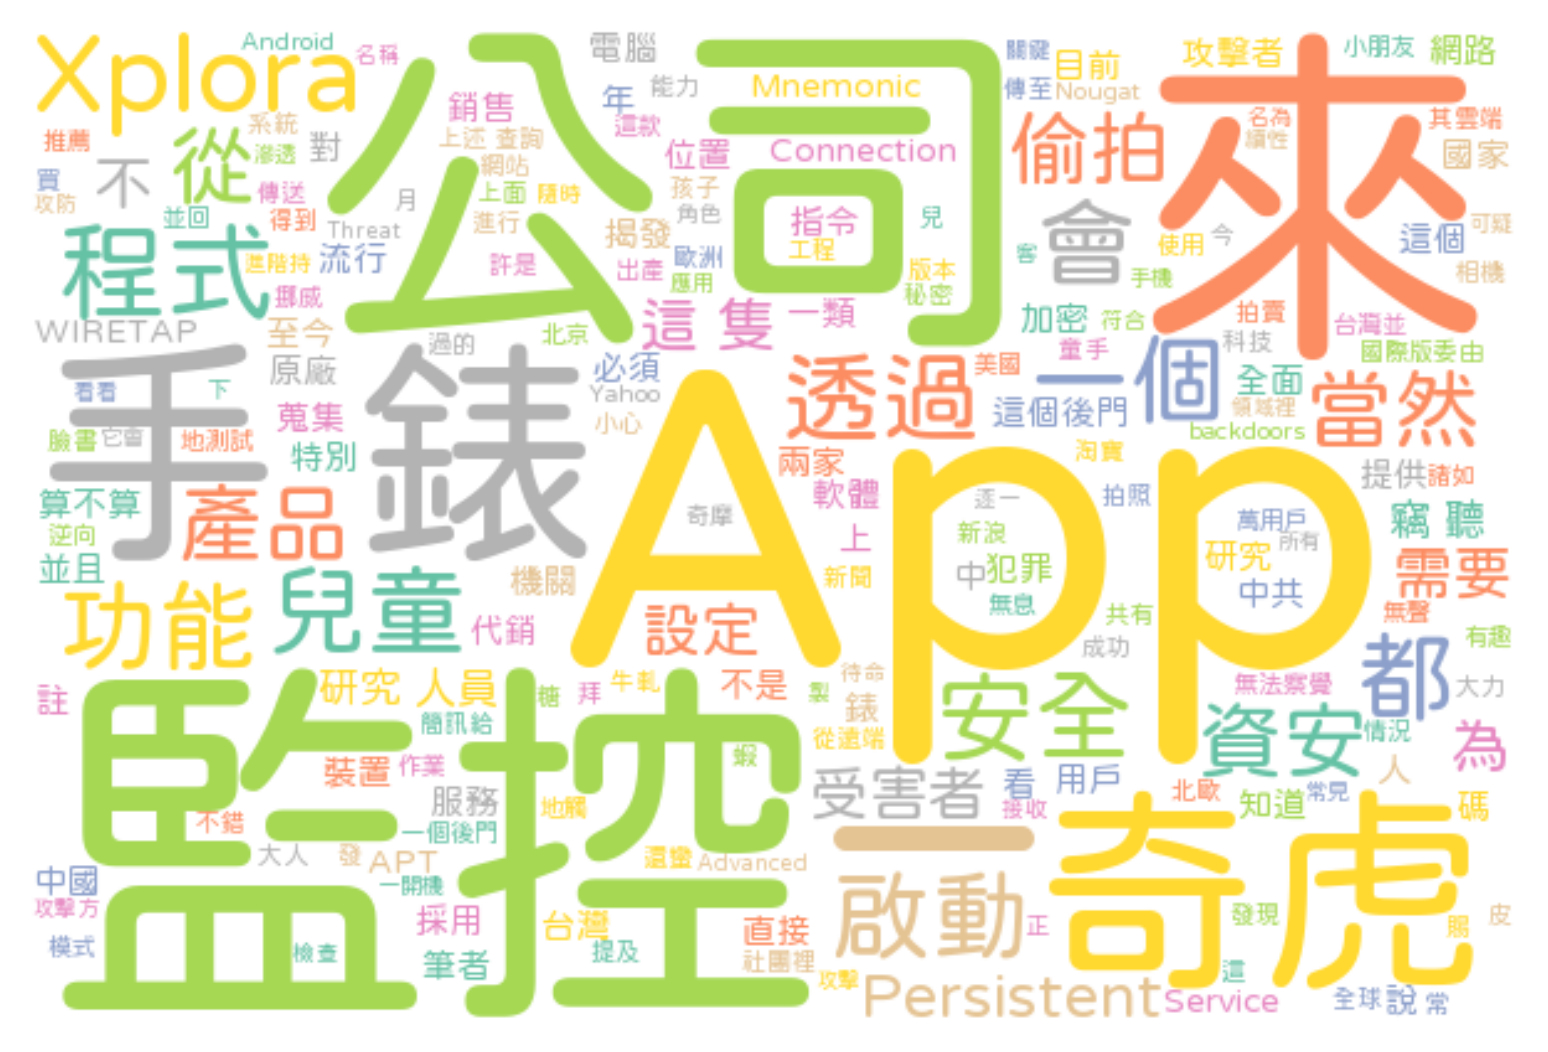 Xplora
Android
名稱
公司
電腦
能力
Mnemonic
關鍵
目前
攻擊者
小朋友
網路
銷售
年
這款
傳至
Nougat
來
系統
推薦
從
滲透
對
上述
查詢
位置
Connection
偷拍
名為
續性
其雲端
國家
買
不
攻防
傳送
網站
上面
隨時
孩子
月
並回
得到
Threat
進行
揭發
角色
指令
兒
會
使用
今
這個
可疑
程式
進階持
流行
許是
出產
歐洲
應用
工程
版本
秘密
客
手機
相機
挪威
WIRETAP
至今
過的
北京
這
隻
一類
加密
符合
拍賣
台灣並
童手
科技
國際版委由
手錶
原廠
必須
Yahoo
小心
透過
美國
一個
全面
當然
看看
下
蒐集
這個後門
領域裡
backdoors
臉書
它會
地測試
特別
App
兩家
淘寶
提供
諸如
算不算
產品
奇摩
軟體
逐一
拍照
萬用戶
竊
聽
逆向
上
新浪
研究
所有
並且
機關
新聞
中
犯罪
中共
需要
功能
兒童
代銷
設定
無息
共有
無聲
成功
都
有趣
監控
註
研究
人員
糖
拜
牛軋
不是
製
待命
錶
安全
無法察覺
大力
簡訊給
從遠端
資安
情況
為
裝置
作業
蝦
受害者
看
用戶
人
服務
地觸
接收
北歐
知道
常見
碼
不錯
一個後門
一
奇虎
大人
發
APT
還蠻
Advanced
中國
一開機
啟動
攻擊方
採用
台灣
直接
正
發現
腸
皮
模式
檢查
筆者
提及
社團裡
攻擊
這
Persistent
Service
全球
說
常